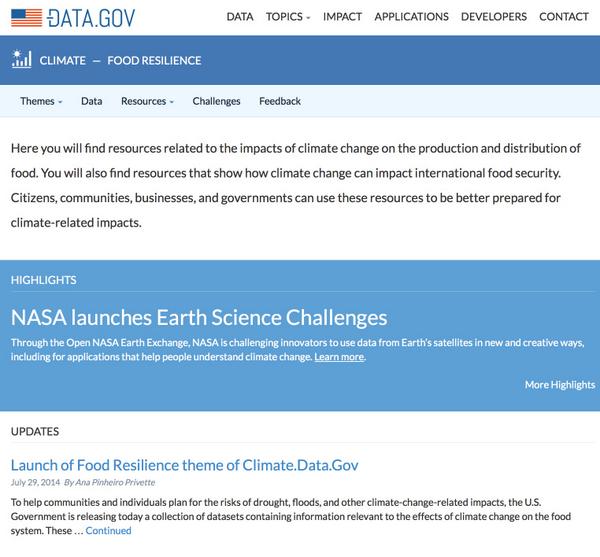 DATA.GOV
DATA TOPICS IMPACT APPLICATIONS DEVELOPERS CONTACT
CLIMATE — FOOD RESILIENCE
Themes Data Resources Challenges Feedback
Here you will find resources related to the impacts of climate change on the production and distribution of
food. You will also find resources that show how climate change can impact international food security.
Citizens, communities, businesses, and governments can use these resources to be better prepared for
climate-related impacts.
HIGHLIGHTS
NASA launches Earth Science Challenges
Through the Open NASA Earth Exchange, NASA is challenging innovators to use data from Earth's satellites in new and creative ways,
including for applications that help people understand climate change. Learn more.
More Highlights
UPDATES
Launch of Food Resilience theme of Climate.Data.Gov
July 29, 2014 By Ana Pinheiro Privette
To help communities and individuals plan for the risks of drought, floods, and other climate-change-related impacts, the U.S.
Government is releasing today a collection of datasets containing information relevant to the effects of climate change on the food
system. These … Continued